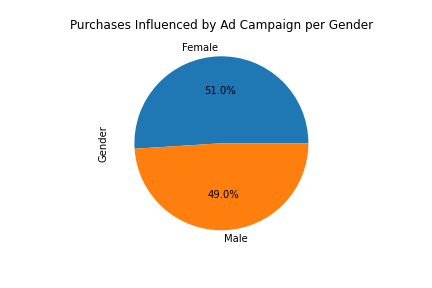 Purchases Influenced by Ad Campaign per Gender
Female
51.0%
Gender
49.0%
Male